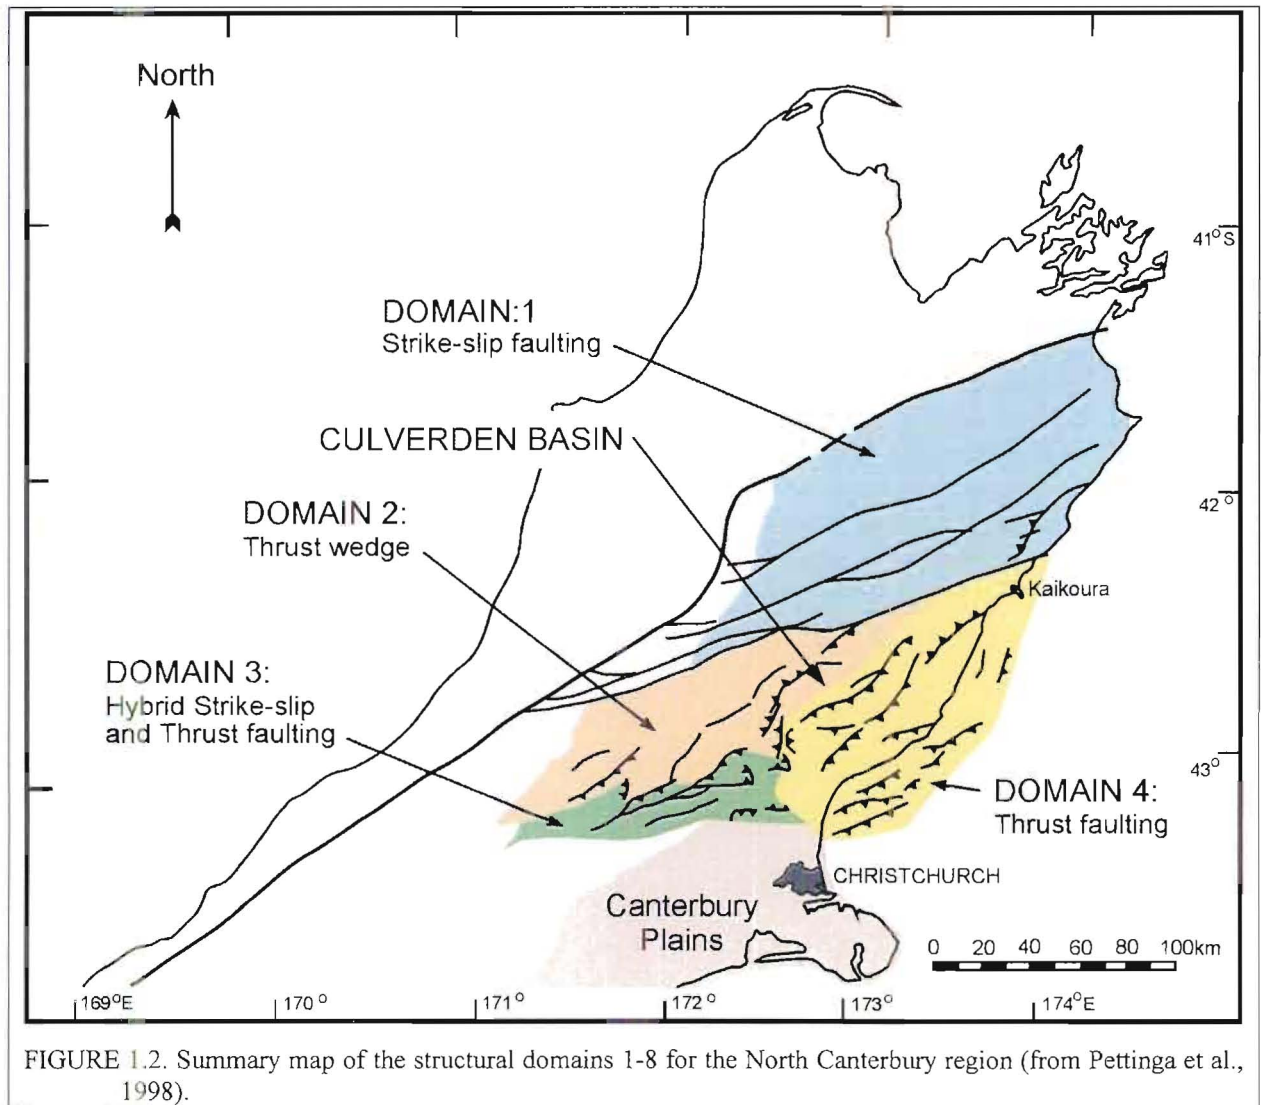 North
41°S
DOMAIN:1
Strike-slip faulting
CULVERDEN BASIN
42°
DOMAIN 2:
Thrust wedge
Kaikoura
DOMAIN 3:
Hybrid Strike-slip
and Thrust faulting
43°
DOMAIN 4:
Thrust faulting
CHRISTCHURCH
Canterbury
Plains
0 20 40 60 80 100km
169°E 170° 171° 172° 173° 174°E
FIGURE 1.2. Summary map of the structural domains 1-8 for the North Canterbury region (from Pettinga et al.,
1998).